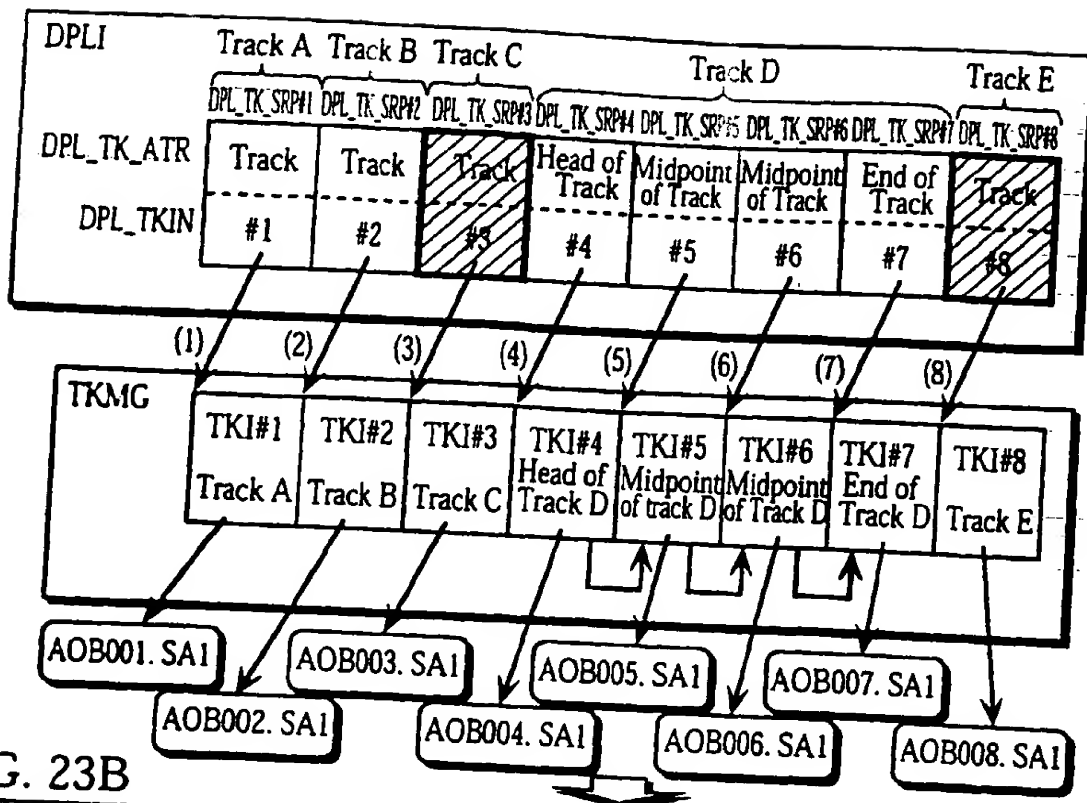 DPLI
Track A Track B Track C Track D Track E
DPL_TK_SRP#1 DPL_TK_SRP#2 DPL_TK_SRP#3 DPL_TK_SRP#4 DPL_TK_SRP#5 DPL_TK_SRP#6 DPL_TK_SRP#7 DPL_TK_SRP#8
DPL_TK_ATR
Track
Track
Track
Head of
Track
Midpoint
of Track
Midpoint
of Track
End of
Track
Track
DPL_TKIN
#1 #2 #3 #4 #5 #6 #7 #8
(1) (2) (3) (4) (5) (6) (7) (8)
TKMG
TKI#1
Track A
TKI#2
Track B
TKI#3
Track C
TKI#4
Head of
Track D
TKI#5
Midpoint
of track D
TKI#6
Midpoint
of Track D
TKI#7
End of
Track D
TKI#8
Track E
AOB001. SA1
AOB003. SA1
AOB005. SA1
AOB007. SA1
AOB002. SA1
AOB004. SA1
AOB006. SA1
AOB008. SA1
G. 23B